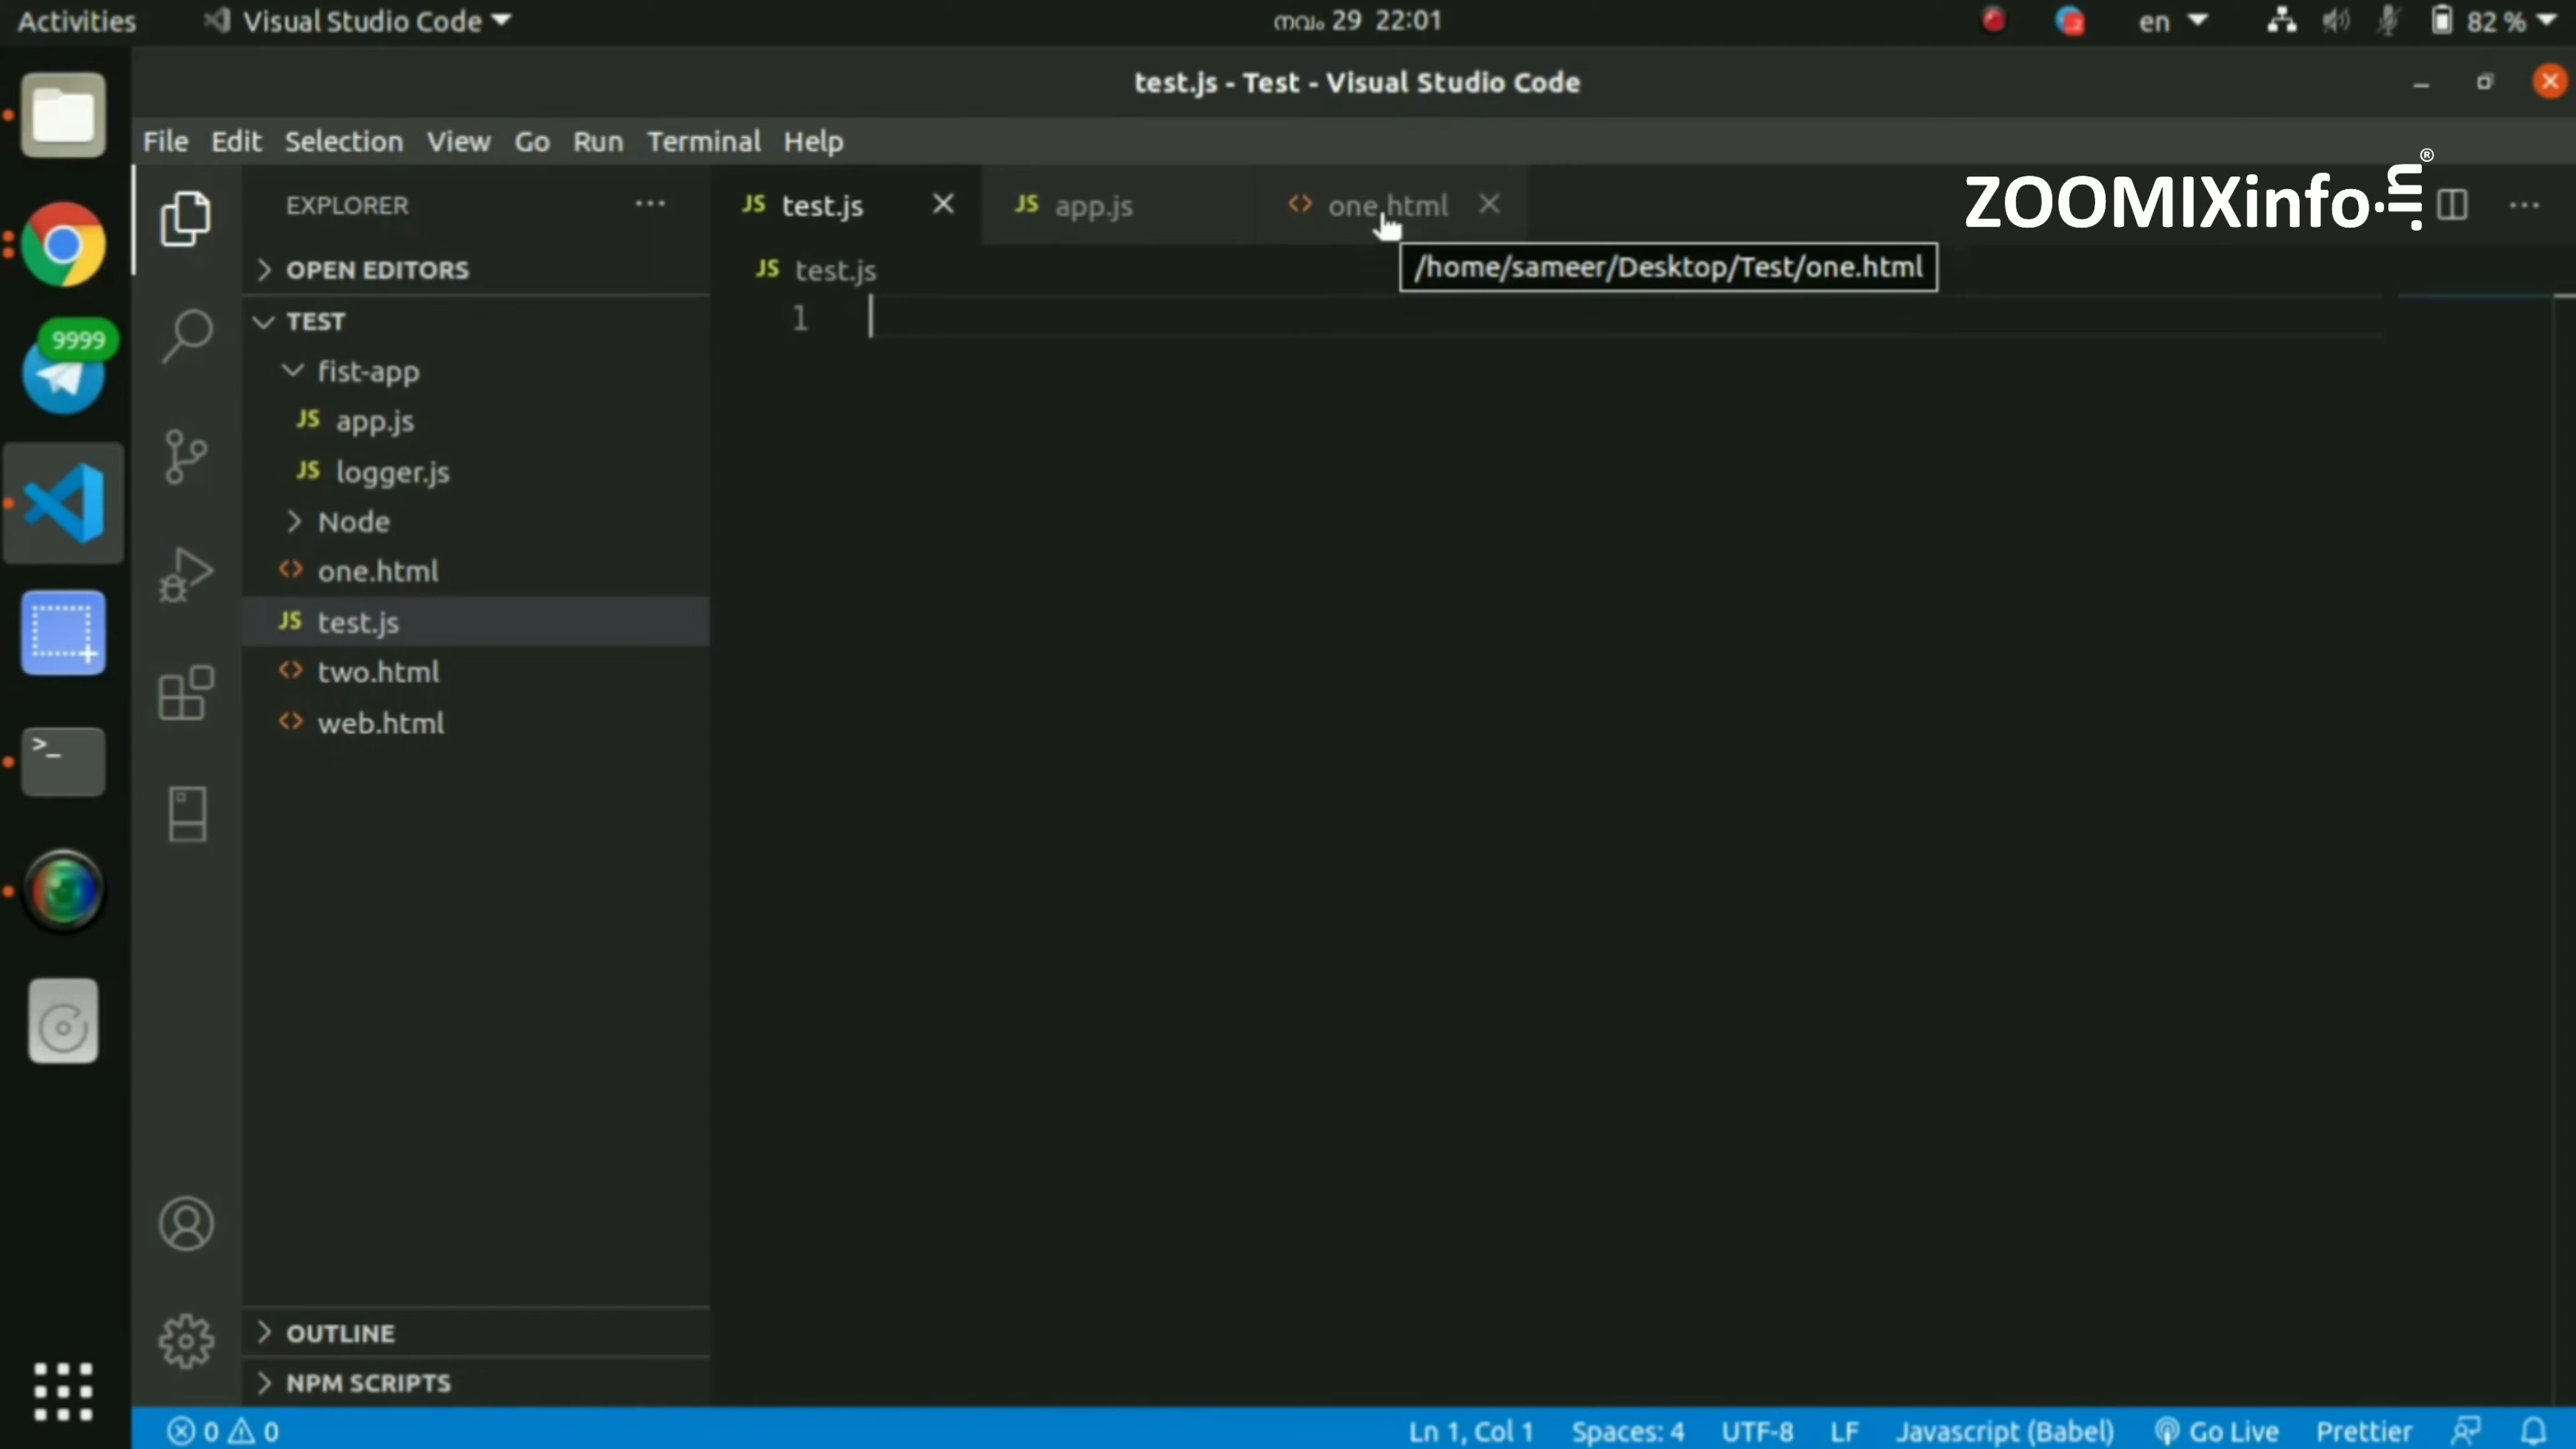 Activities Visual Studio Code നവം 29 22:01 en 82 %
test.js - Test - Visual Studio Code
File Edit Selection View Go Run Terminal Help
ZOOMIXinfo.in®
EXPLORER
JS test.js JS app.js <> one.html
/home/sameer/Desktop/Test/one.html
OPEN EDITORS
JS test.js
1
9999
TEST
fist-app
JS app.js
JS logger.js
Node
<> one.html
JS test.js
<> two.html
<> web.html
>_
OUTLINE
NPM SCRIPTS
0 0 Ln 1, Col 1 Spaces: 4 UTF-8 LF Javascript (Babel) Go Live Prettier